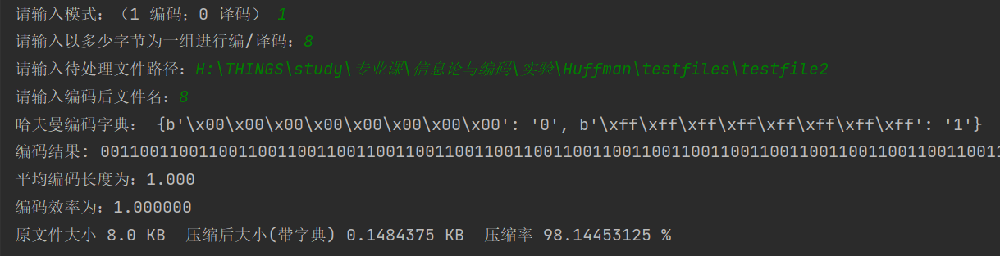 请输入模式：（1 编码；0 译码） 1
请输入以多少字节为一组进行编/译码：8
请输入待处理文件路径：H:\THINGS\study\专业课\信息论与编码\实验\Huffman\testfiles\testfile2
请输入编码后文件名：8
哈夫曼编码字典： {b'\x00\x00\x00\x00\x00\x00\x00\x00': '0', b'\xff\xff\xff\xff\xff\xff\xff\xff': '1'}
编码结果: 00110011001100110011001100110011001100110011001100110011001100110011001100110011001100110011
平均编码长度为：1.000
编码效率为：1.000000
原文件大小 8.0 KB  压缩后大小(带字典) 0.1484375 KB  压缩率 98.14453125 %